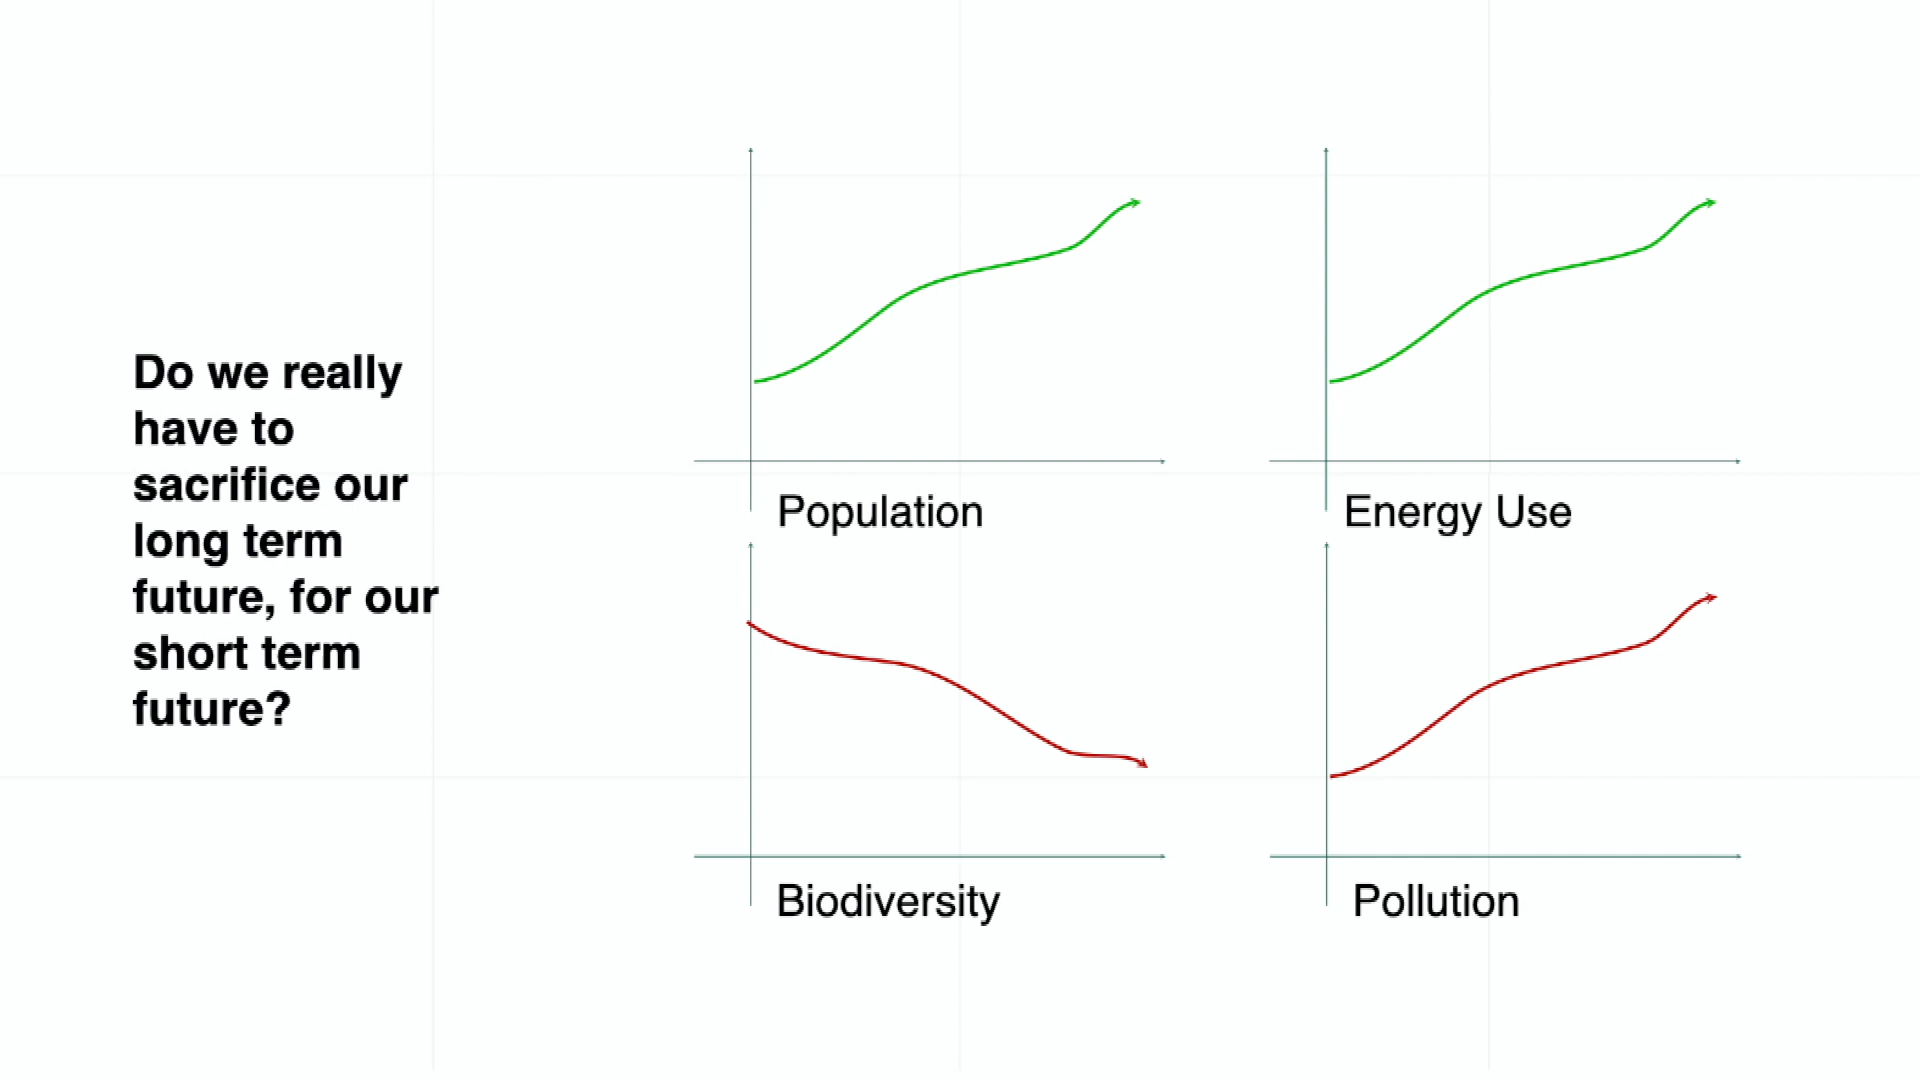 Do we really
have to
sacrifice our
long term
future, for our
short term
future?
Population
Energy Use
Biodiversity
Pollution